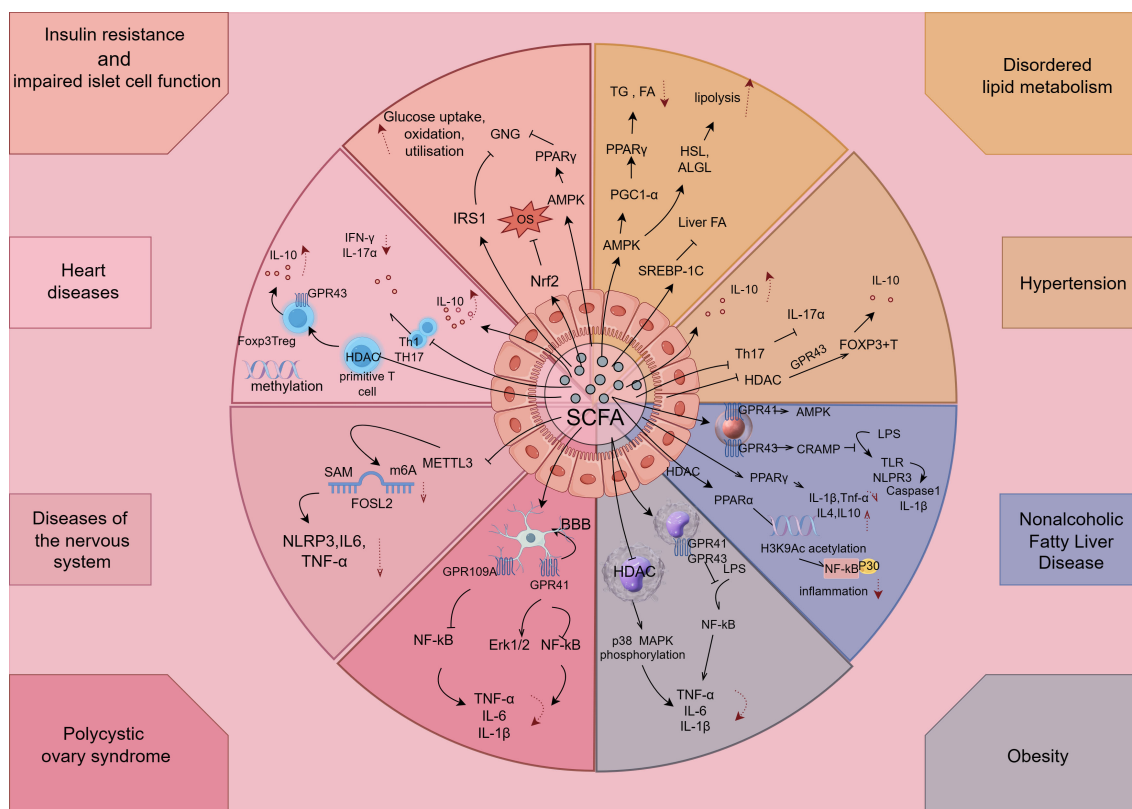 Insulin resistance
and
impaired islet cell function
Disordered
lipid metabolism
Heart
diseases
Hypertension
Diseases of
the nervous
system
Nonalcoholic
Fatty Liver
Disease
Polycystic
ovary syndrome
Obesity
Glucose uptake,
oxidation,
utilisation
GNG
PPARγ
AMPK
IRS1
OS
Nrf2
TG , FA
lipolysis
PPARγ
HSL,
ALGL
PGC1-α
Liver FA
AMPK
SREBP-1C
IL-10
IFN-γ
IL-17α
GPR43
IL-10
Foxp3Treg
Th1
TH17
HDAC
primitive T
cell
methylation
IL-10
IL-10
IL-17α
Th17
GPR43
FOXP3+T
HDAC
SCFA
METTL3
SAM
m6A
FOSL2
NLRP3,IL6,
TNF-α
GPR41
AMPK
GPR43
CRAMP
LPS
TLR
NLPR3
Caspase1
IL-1β
HDAC
PPARγ
PPARα
IL-1β,Tnf-α
IL4,IL10
H3K9Ac acetylation
NF-kB
P30
inflammation
BBB
GPR109A
GPR41
NF-kB
Erk1/2
NF-kB
TNF-α
IL-6
IL-1β
GPR41
GPR43
HDAC
LPS
NF-kB
p38 MAPK
phosphorylation
TNF-α
IL-6
IL-1β